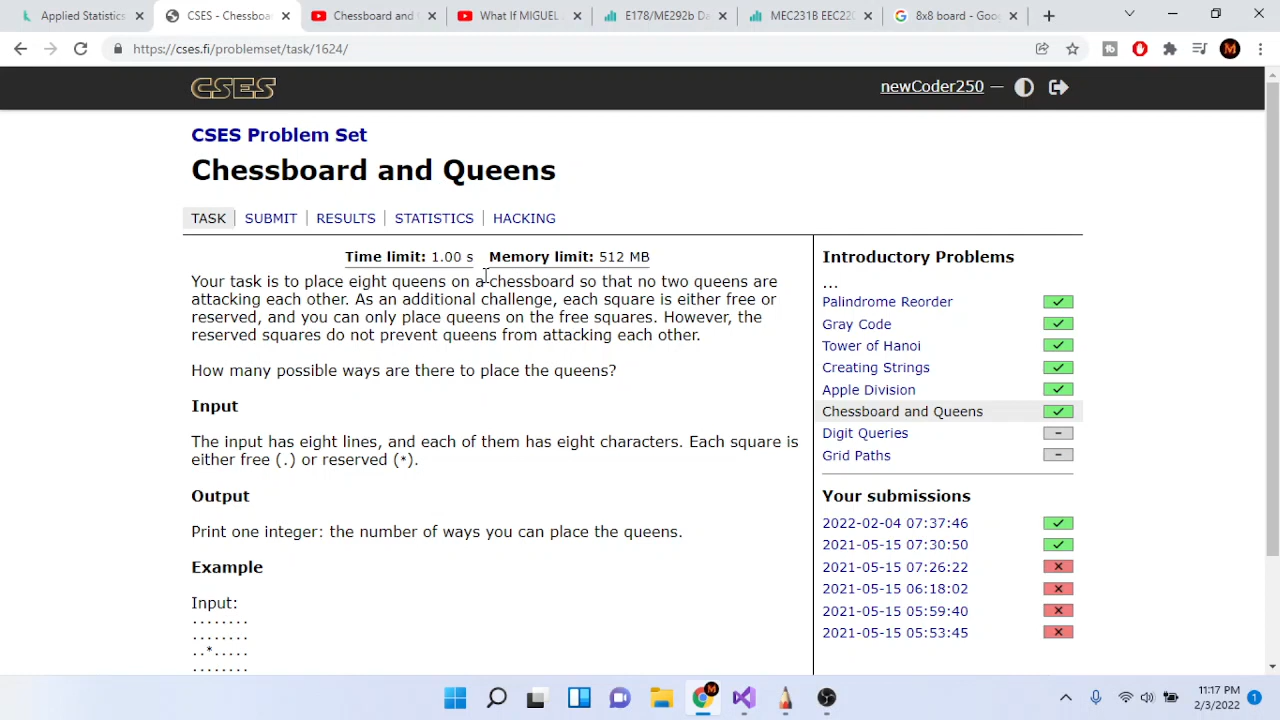 Applied Statistics
CSES - Chessboa
Chessboard and
What If MIGUEL
E178/ME292b Da
MEC231B EEC22
8x8 board - Goo
https://cses.fi/problemset/task/1624/
M
CSES
newCoder250 —
CSES Problem Set
Chessboard and Queens
TASK | SUBMIT | RESULTS | STATISTICS | HACKING
Time limit: 1.00 s Memory limit: 512 MB
Your task is to place eight queens on a chessboard so that no two queens are
attacking each other. As an additional challenge, each square is either free or
reserved, and you can only place queens on the free squares. However, the
reserved squares do not prevent queens from attacking each other.
How many possible ways are there to place the queens?
Input
The input has eight lines, and each of them has eight characters. Each square is
either free (.) or reserved (*).
Output
Print one integer: the number of ways you can place the queens.
Example
Input:
........
........
..*.....
........
Introductory Problems
...
Palindrome Reorder
Gray Code
Tower of Hanoi
Creating Strings
Apple Division
Chessboard and Queens
Digit Queries
Grid Paths
Your submissions
2022-02-04 07:37:46
2021-05-15 07:30:50
2021-05-15 07:26:22
2021-05-15 06:18:02
2021-05-15 05:59:40
2021-05-15 05:53:45
M
11:17 PM
2/3/2022
1